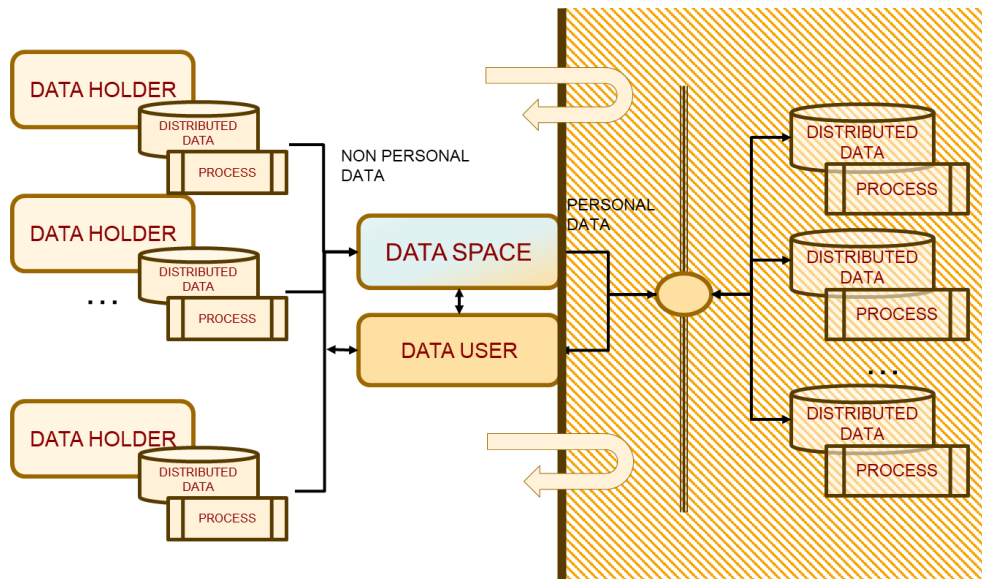 DATA HOLDER
DISTRIBUTED
DATA
PROCESS
DATA HOLDER
DISTRIBUTED
DATA
PROCESS
...
DATA HOLDER
DISTRIBUTED
DATA
PROCESS
NON PERSONAL
DATA
DATA SPACE
DATA USER
PERSONAL
DATA
DISTRIBUTED
DATA
PROCESS
DISTRIBUTED
DATA
PROCESS
...
DISTRIBUTED
DATA
PROCESS